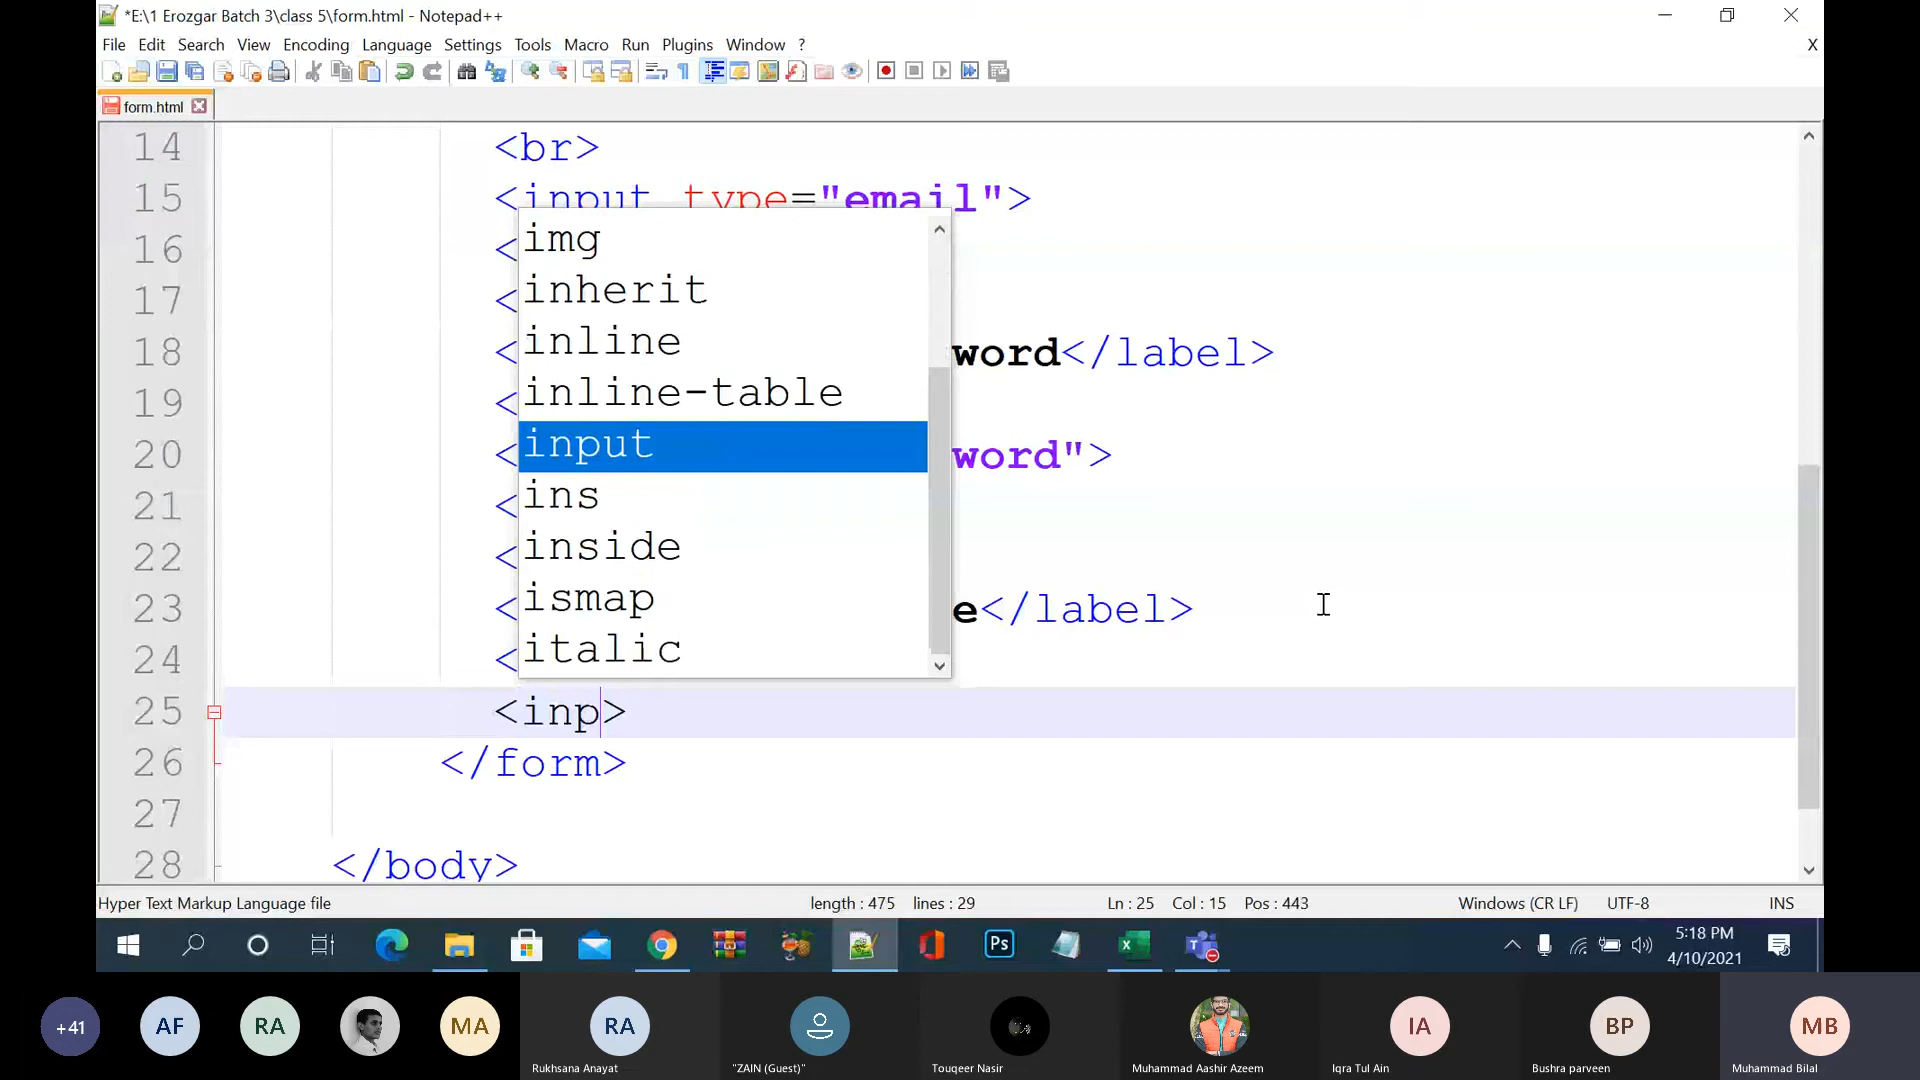 *E:\1 Erozgar Batch 3\class 5\form.html - Notepad++
File Edit Search View Encoding Language Settings Tools Macro Run Plugins Window ? X
form.html
14 <br>
15 <input type="email">
16 <
17 <
18 < word</label>
19 <
20 < word">
21 <
22 <
23 < e</label>
24 <
25 <inp>
26 </form>
27
28 </body>
img
inherit
inline
inline-table
input
ins
inside
ismap
italic
Hyper Text Markup Language file length : 475 lines : 29 Ln : 25 Col : 15 Pos : 443 Windows (CR LF) UTF-8 INS
Ps
5:18 PM
4/10/2021
+41 AF RA MA RA IA BP MB
Rukhsana Anayat "ZAIN (Guest)" Touqeer Nasir Muhammad Aashir Azeem Iqra Tul Ain Bushra parveen Muhammad Bilal